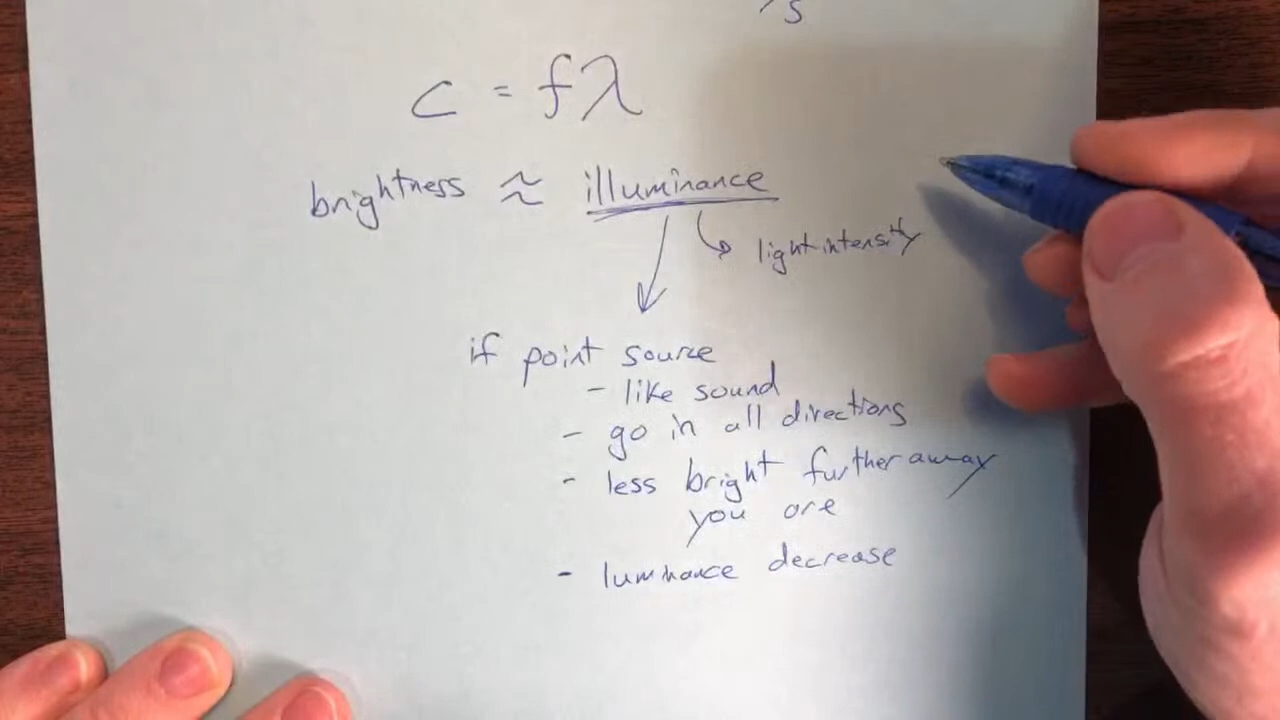 /s
c = fλ
brightness ≈ illuminance
light intensity
if point source
- like sound
- go in all directions
- less bright further away
you are
- luminance decrease